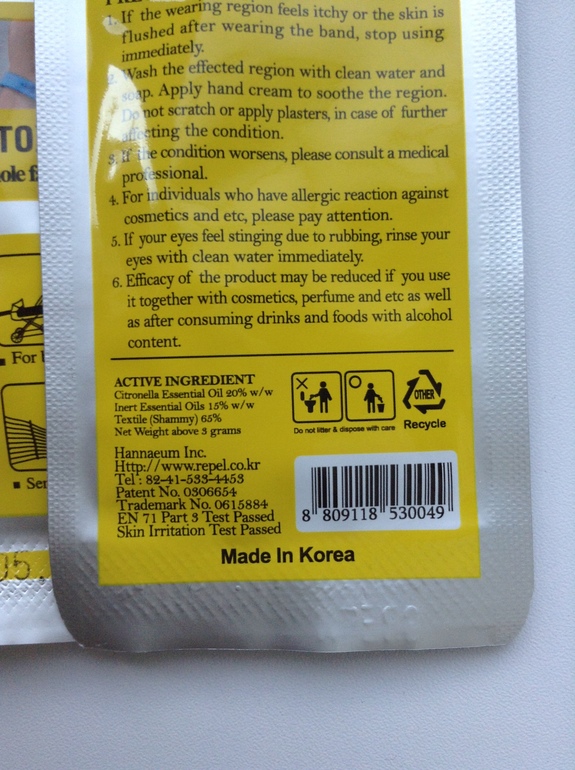 1. If the wearing region feels itchy or the skin is
flushed after wearing the band, stop using
immediately.
Wash the effected region with clean water and
soap. Apply hand cream to soothe the region.
Do not scratch or apply plasters, in case of further
affecting the condition.
3. If the condition worsens, please consult a medical
professional.
4. For individuals who have allergic reaction against
cosmetics and etc, please pay attention.
5. If your eyes feel stinging due to rubbing, rinse your
eyes with clean water immediately.
6. Efficacy of the product may be reduced if you use
it together with cosmetics, perfume and etc as well
as after consuming drinks and foods with alcohol
content.
ACTIVE INGREDIENT
Citronella Essential Oil 20% w/w
Inert Essential Oils 15% w/w
Textile (Shammy) 65%
Net Weight above 3 grams
Do not litter & dispose with care
OTHER
Recycle
Hannaeum Inc.
Http://www.repel.co.kr
Tel : 82-41-533-4453
Patent No. 0306654
Trademark No. 0615884
EN 71 Part 3 Test Passed
Skin Irritation Test Passed
8 809118 530049
Made In Korea
TO
For